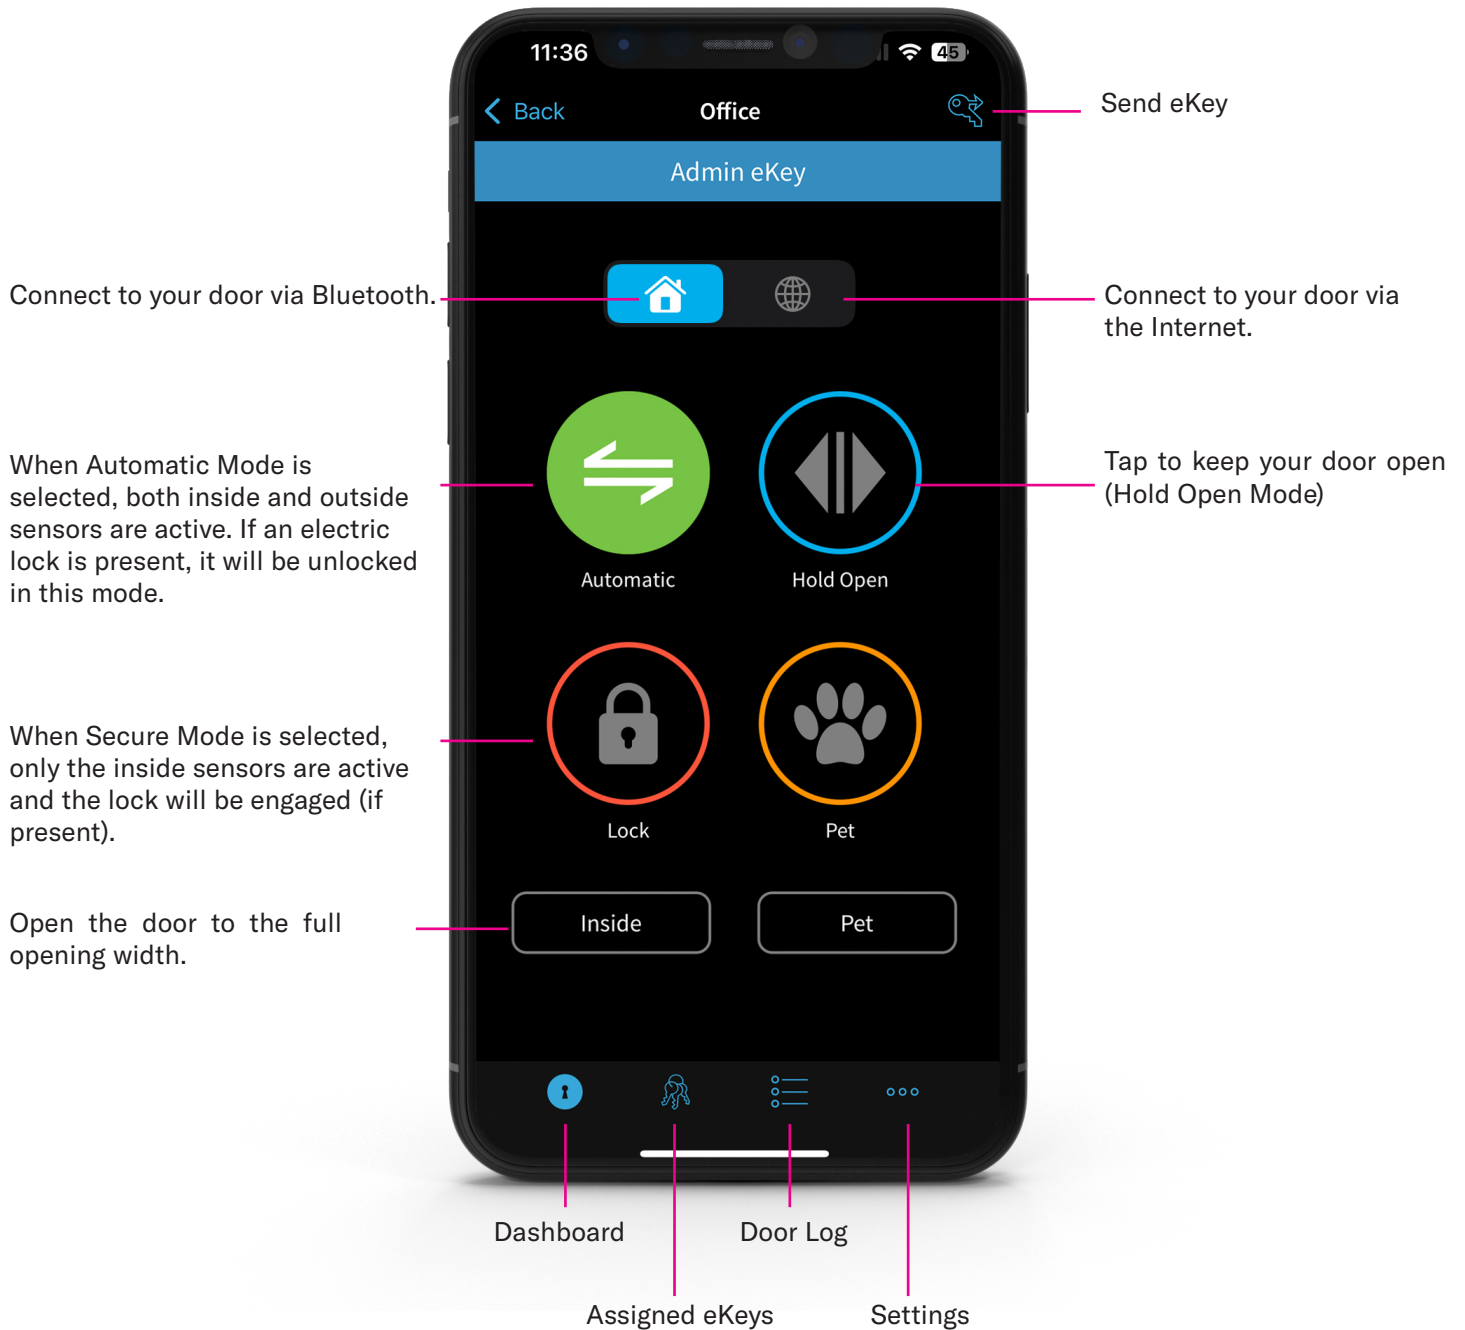 11:36
45
Back
Office
Send eKey
Admin eKey
Connect to your door via Bluetooth.
Connect to your door via
the Internet.
When Automatic Mode is
selected, both inside and outside
sensors are active. If an electric
lock is present, it will be unlocked
in this mode.
Tap to keep your door open
(Hold Open Mode)
Automatic
Hold Open
When Secure Mode is selected,
only the inside sensors are active
and the lock will be engaged (if
present).
Lock
Pet
Open the door to the full
opening width.
Inside
Pet
Dashboard
Door Log
Assigned eKeys
Settings